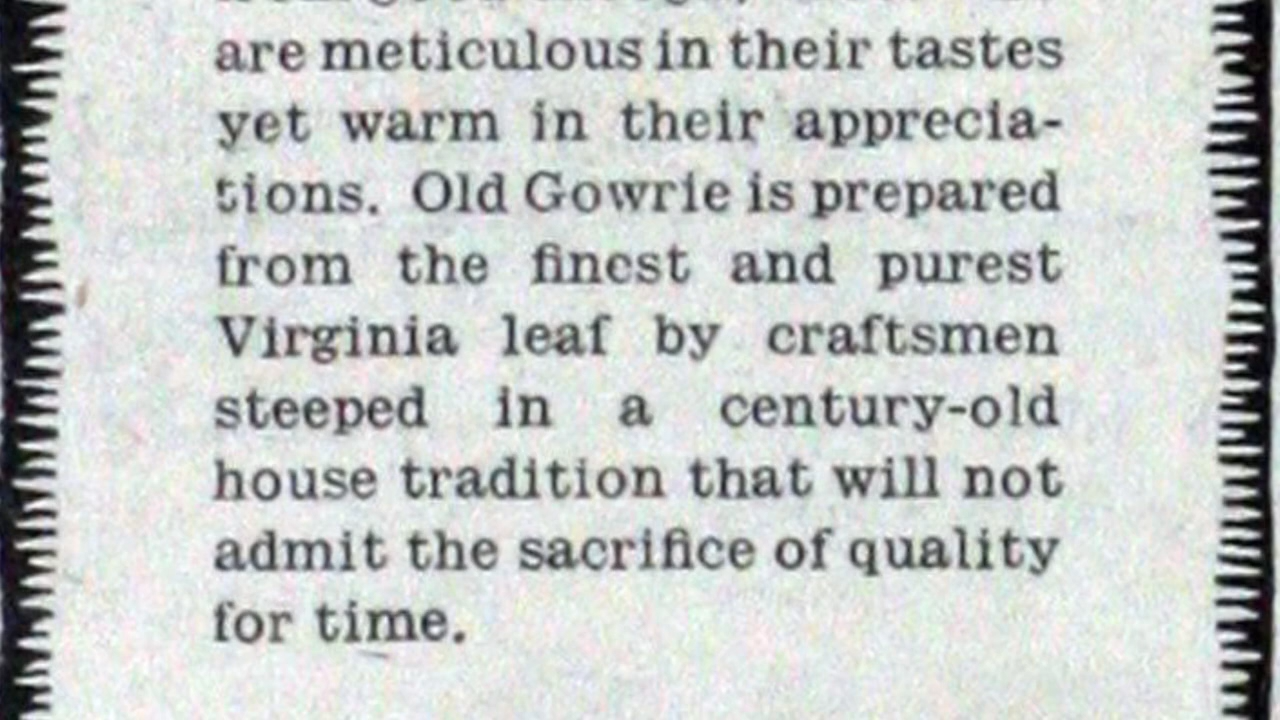 are meticulous in their tastes
yet warm in their apprecia-
tions. Old Gowrie is prepared
from the finest and purest
Virginia leaf by craftsmen
steeped in a century-old
house tradition that will not
admit the sacrifice of quality
for time.